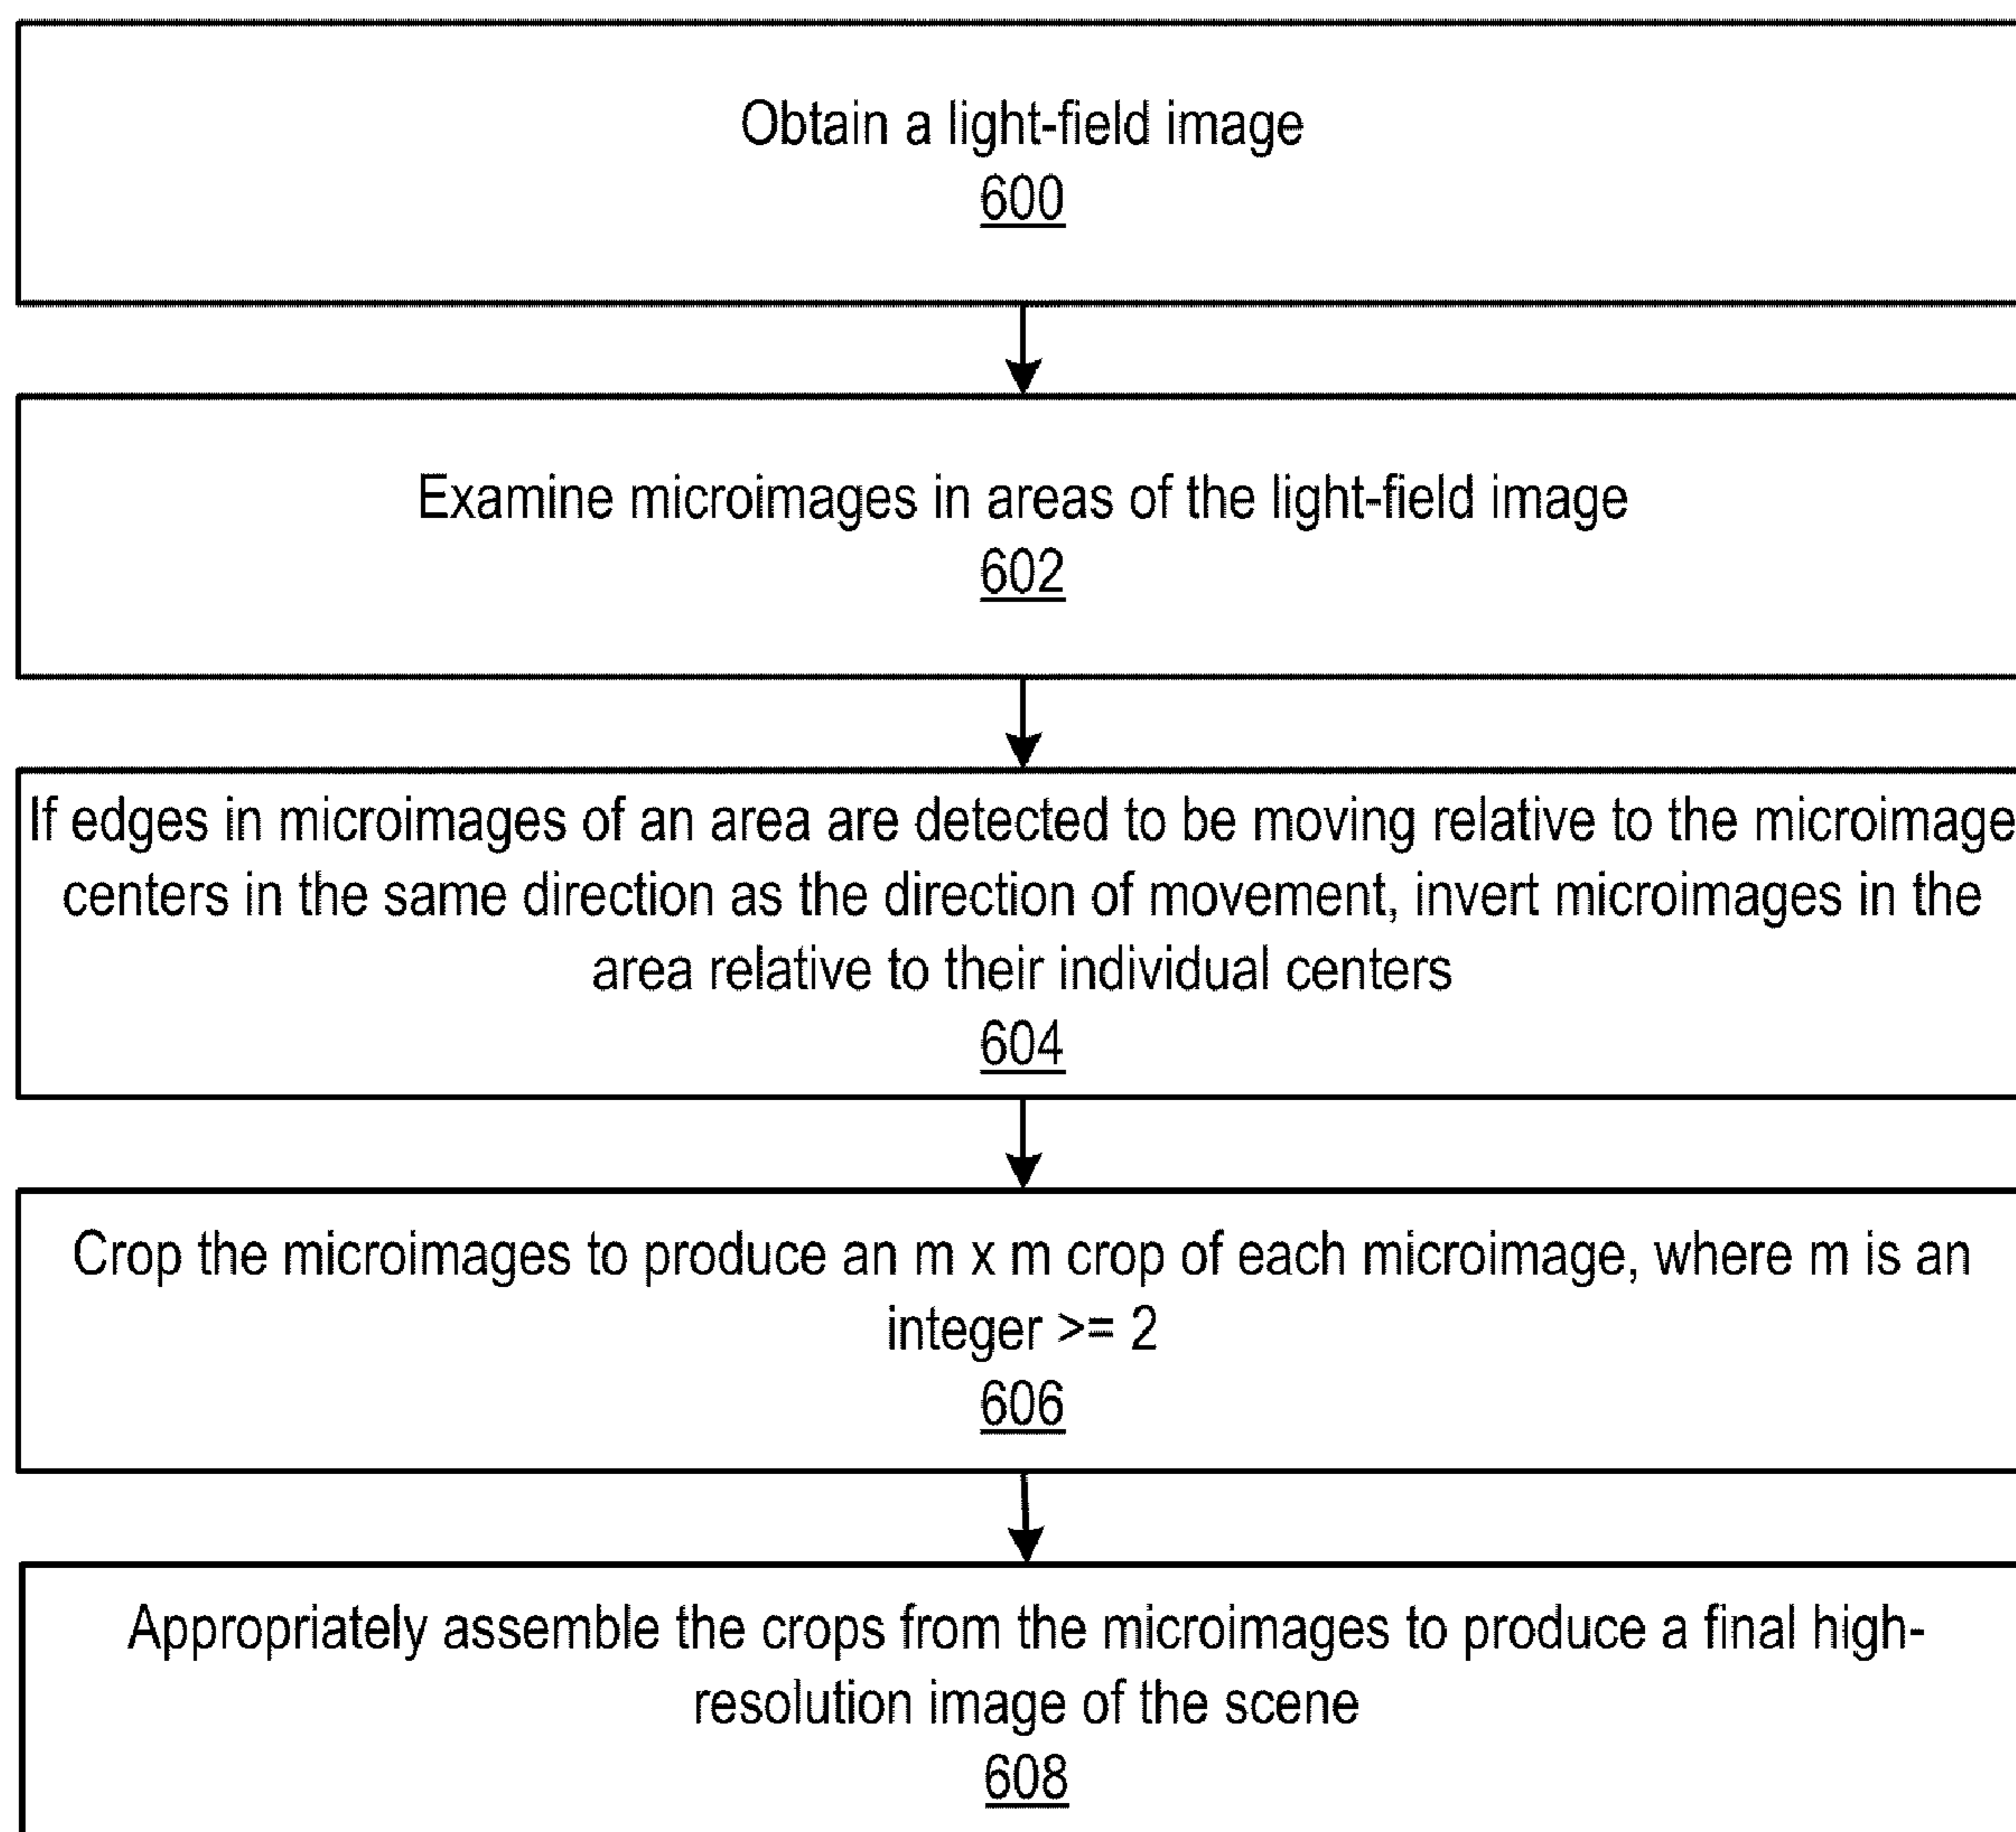 Obtain a light-field image
600
Examine microimages in areas of the light-field image
602
If edges in microimages of an area are detected to be moving relative to the microimage
centers in the same direction as the direction of movement, invert microimages in the
area relative to their individual centers
604
Crop the microimages to produce an m x m crop of each microimage, where m is an
integer >= 2
606
Appropriately assemble the crops from the microimages to produce a final high-
resolution image of the scene
608